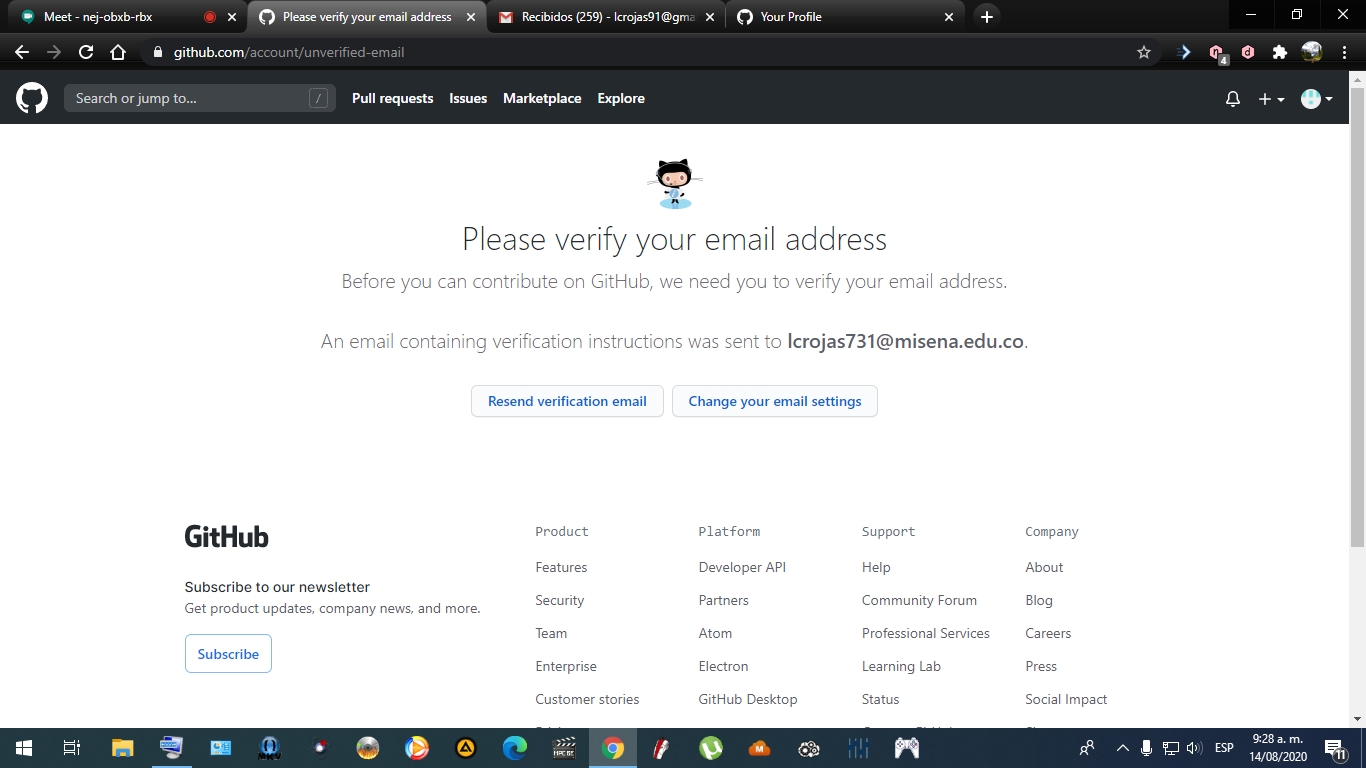 Meet - nej-obxb-rbx
Please verify your email address
Recibidos (259) - lcrojas91@gma
Your Profile
github.com/account/unverified-email
4
Search or jump to...
/
Pull requests
Issues
Marketplace
Explore
Please verify your email address
Before you can contribute on GitHub, we need you to verify your email address.
An email containing verification instructions was sent to lcrojas731@misena.edu.co.
Resend verification email
Change your email settings
GitHub
Subscribe to our newsletter
Get product updates, company news, and more.
Subscribe
Product
Features
Security
Team
Enterprise
Customer stories
Platform
Developer API
Partners
Atom
Electron
GitHub Desktop
Support
Help
Community Forum
Professional Services
Learning Lab
Status
Company
About
Blog
Careers
Press
Social Impact
ESP
9:28 a. m.
14/08/2020
11